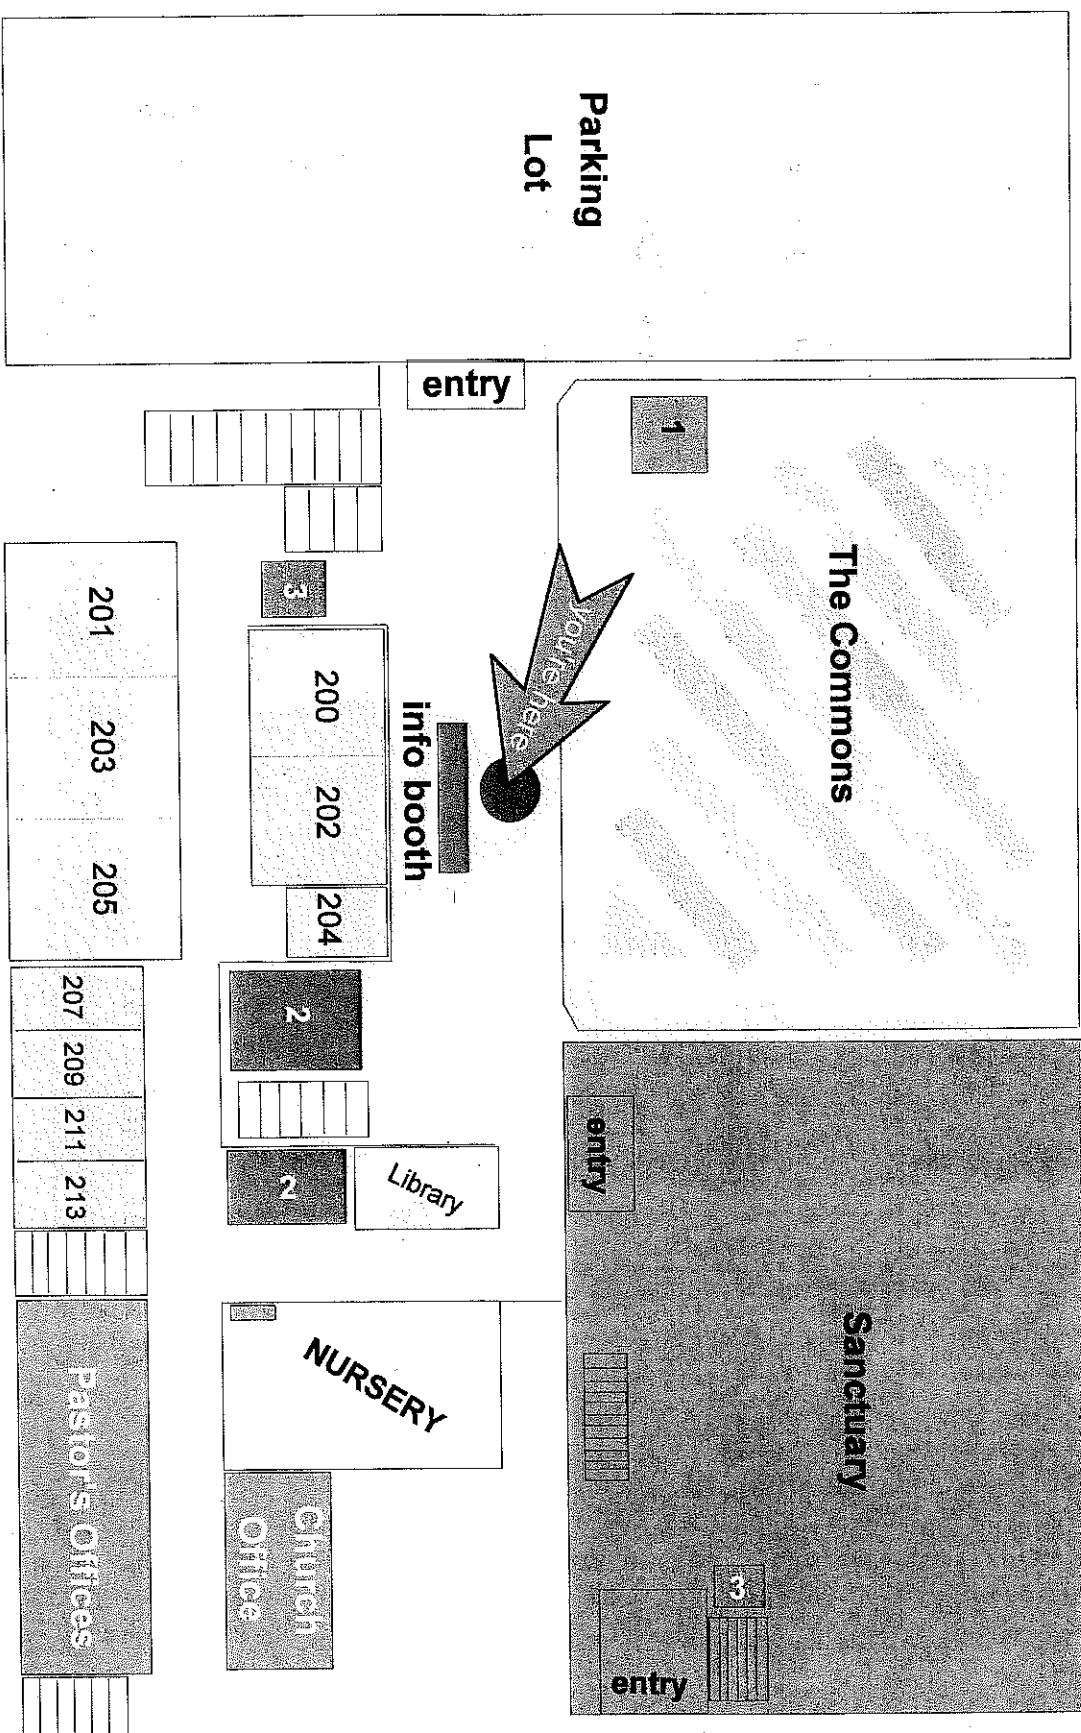 Parking
Lot
entry
1
The Commons
you're here
info booth
3
200
202
204
201
203
205
207
209
211
213
2
2
Library
entry
Sanctuary
NURSERY
Church
Office
Pastor's Offices
3
entry